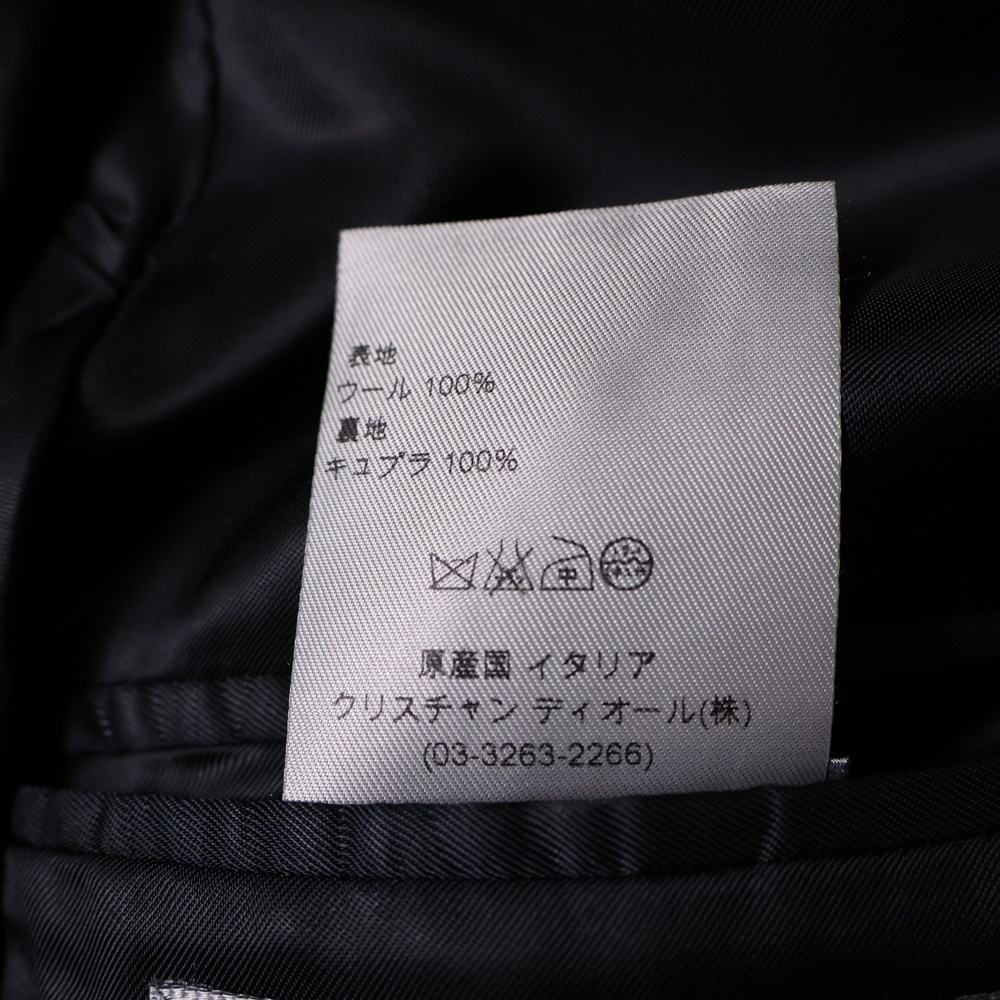 表地
ウール 100%
裏地
キュプラ 100%
中
原産国 イタリア
クリスチャン ディオール(株)
(03-3263-2266)